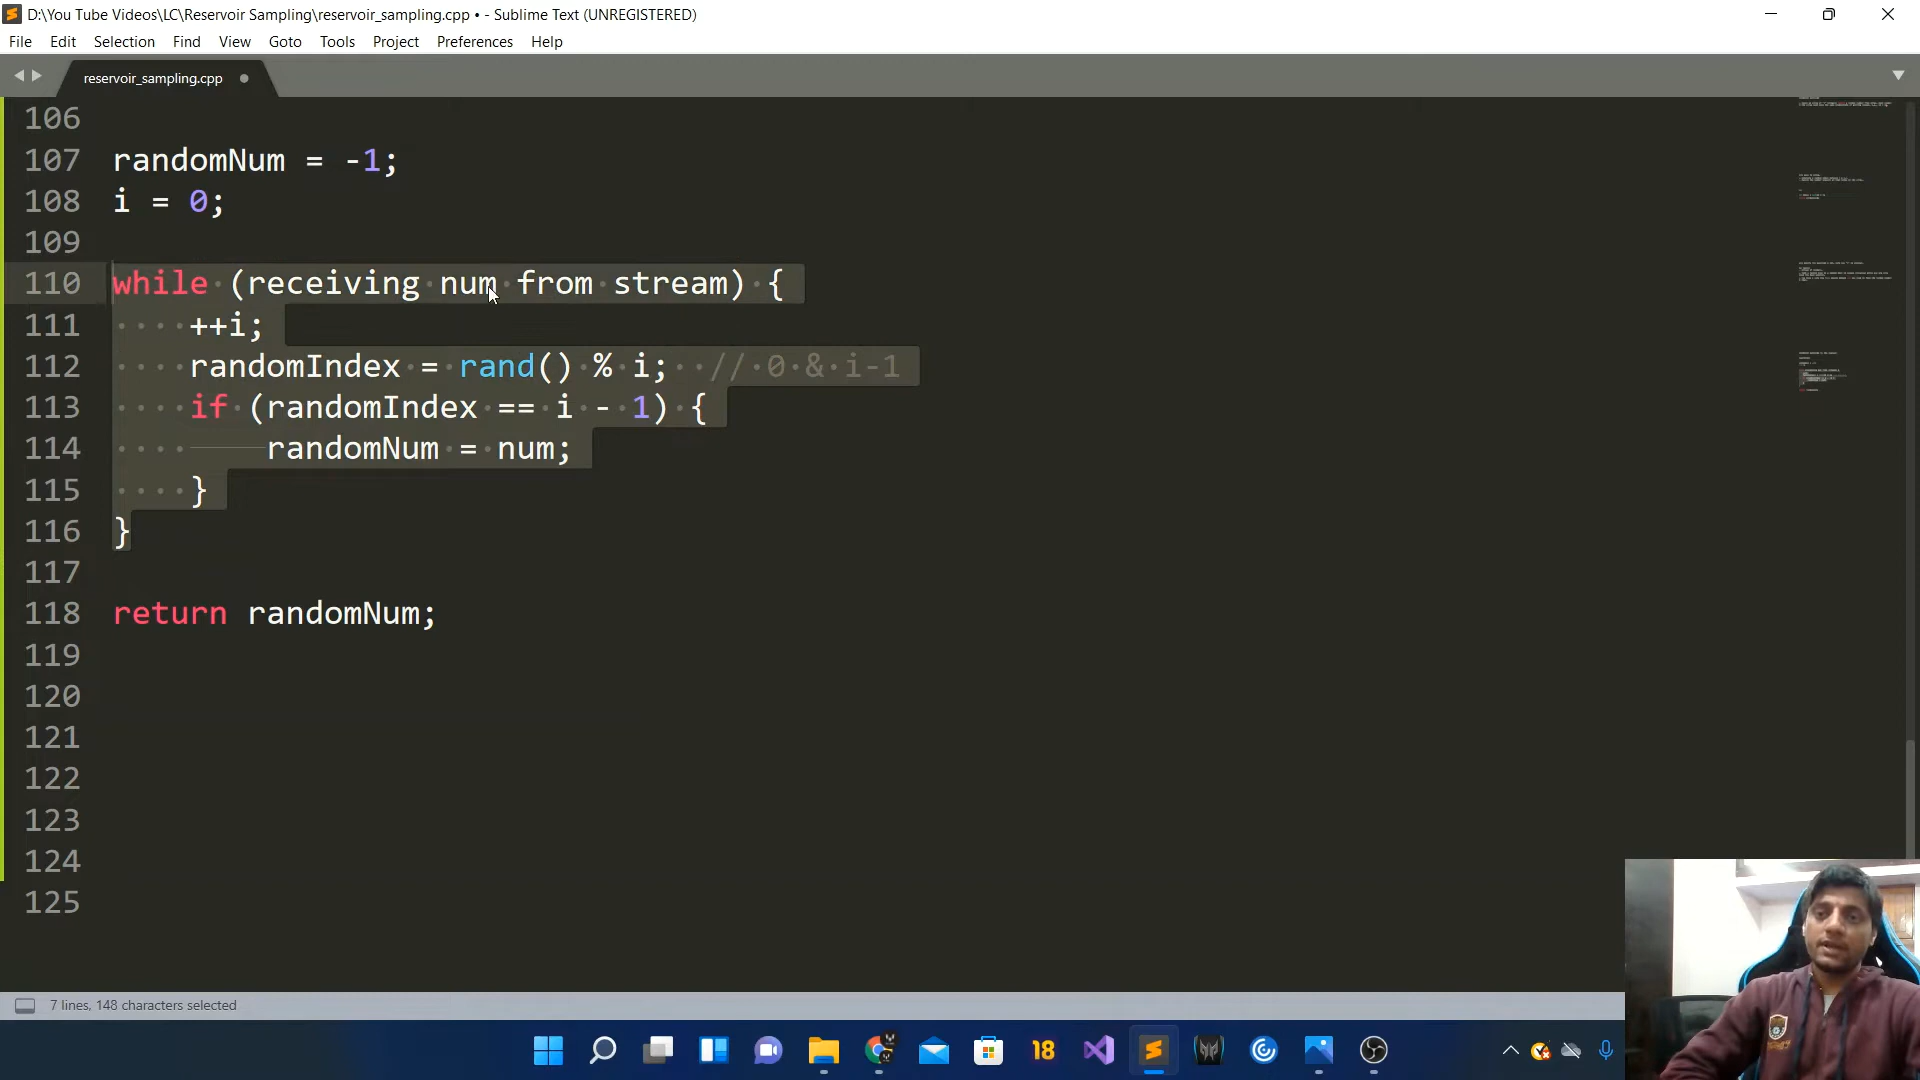 D:\You Tube Videos\LC\Reservoir Sampling\reservoir_sampling.cpp • - Sublime Text (UNREGISTERED)
File Edit Selection Find View Goto Tools Project Preferences Help
reservoir_sampling.cpp
106
107 randomNum = -1;
108 i = 0;
109
110 while (receiving num from stream) {
111 ++i;
112 randomIndex = rand() % i; // 0 & i-1
113 if (randomIndex == i - 1) {
114 randomNum = num;
115 }
116 }
117
118 return randomNum;
119
120
121
122
123
124
125
7 lines, 148 characters selected
18